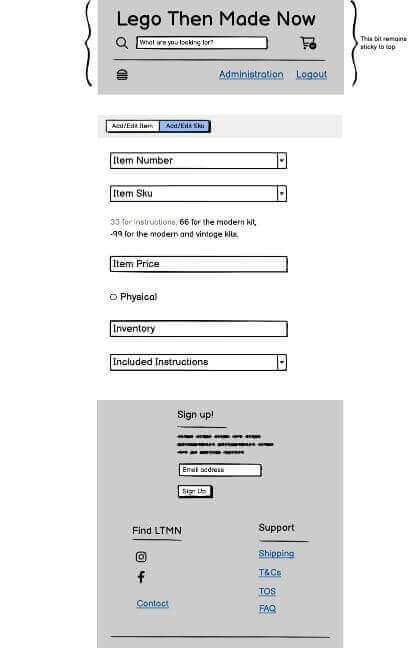 Lego Then Made Now
What are you looking for?
This bit remains
sticky to top
Administration Logout
Add/Edit Item Add/Edit Sku
Item Number
Item Sku
33 for instructions, 66 for the modern kit,
-99 for the modern and vintage kits.
Item Price
Physical
Inventory
Included Instructions
Sign up!
Email address
Sign Up
Find LTMN
Support
Shipping
T&Cs
Contact
TOS
FAQ